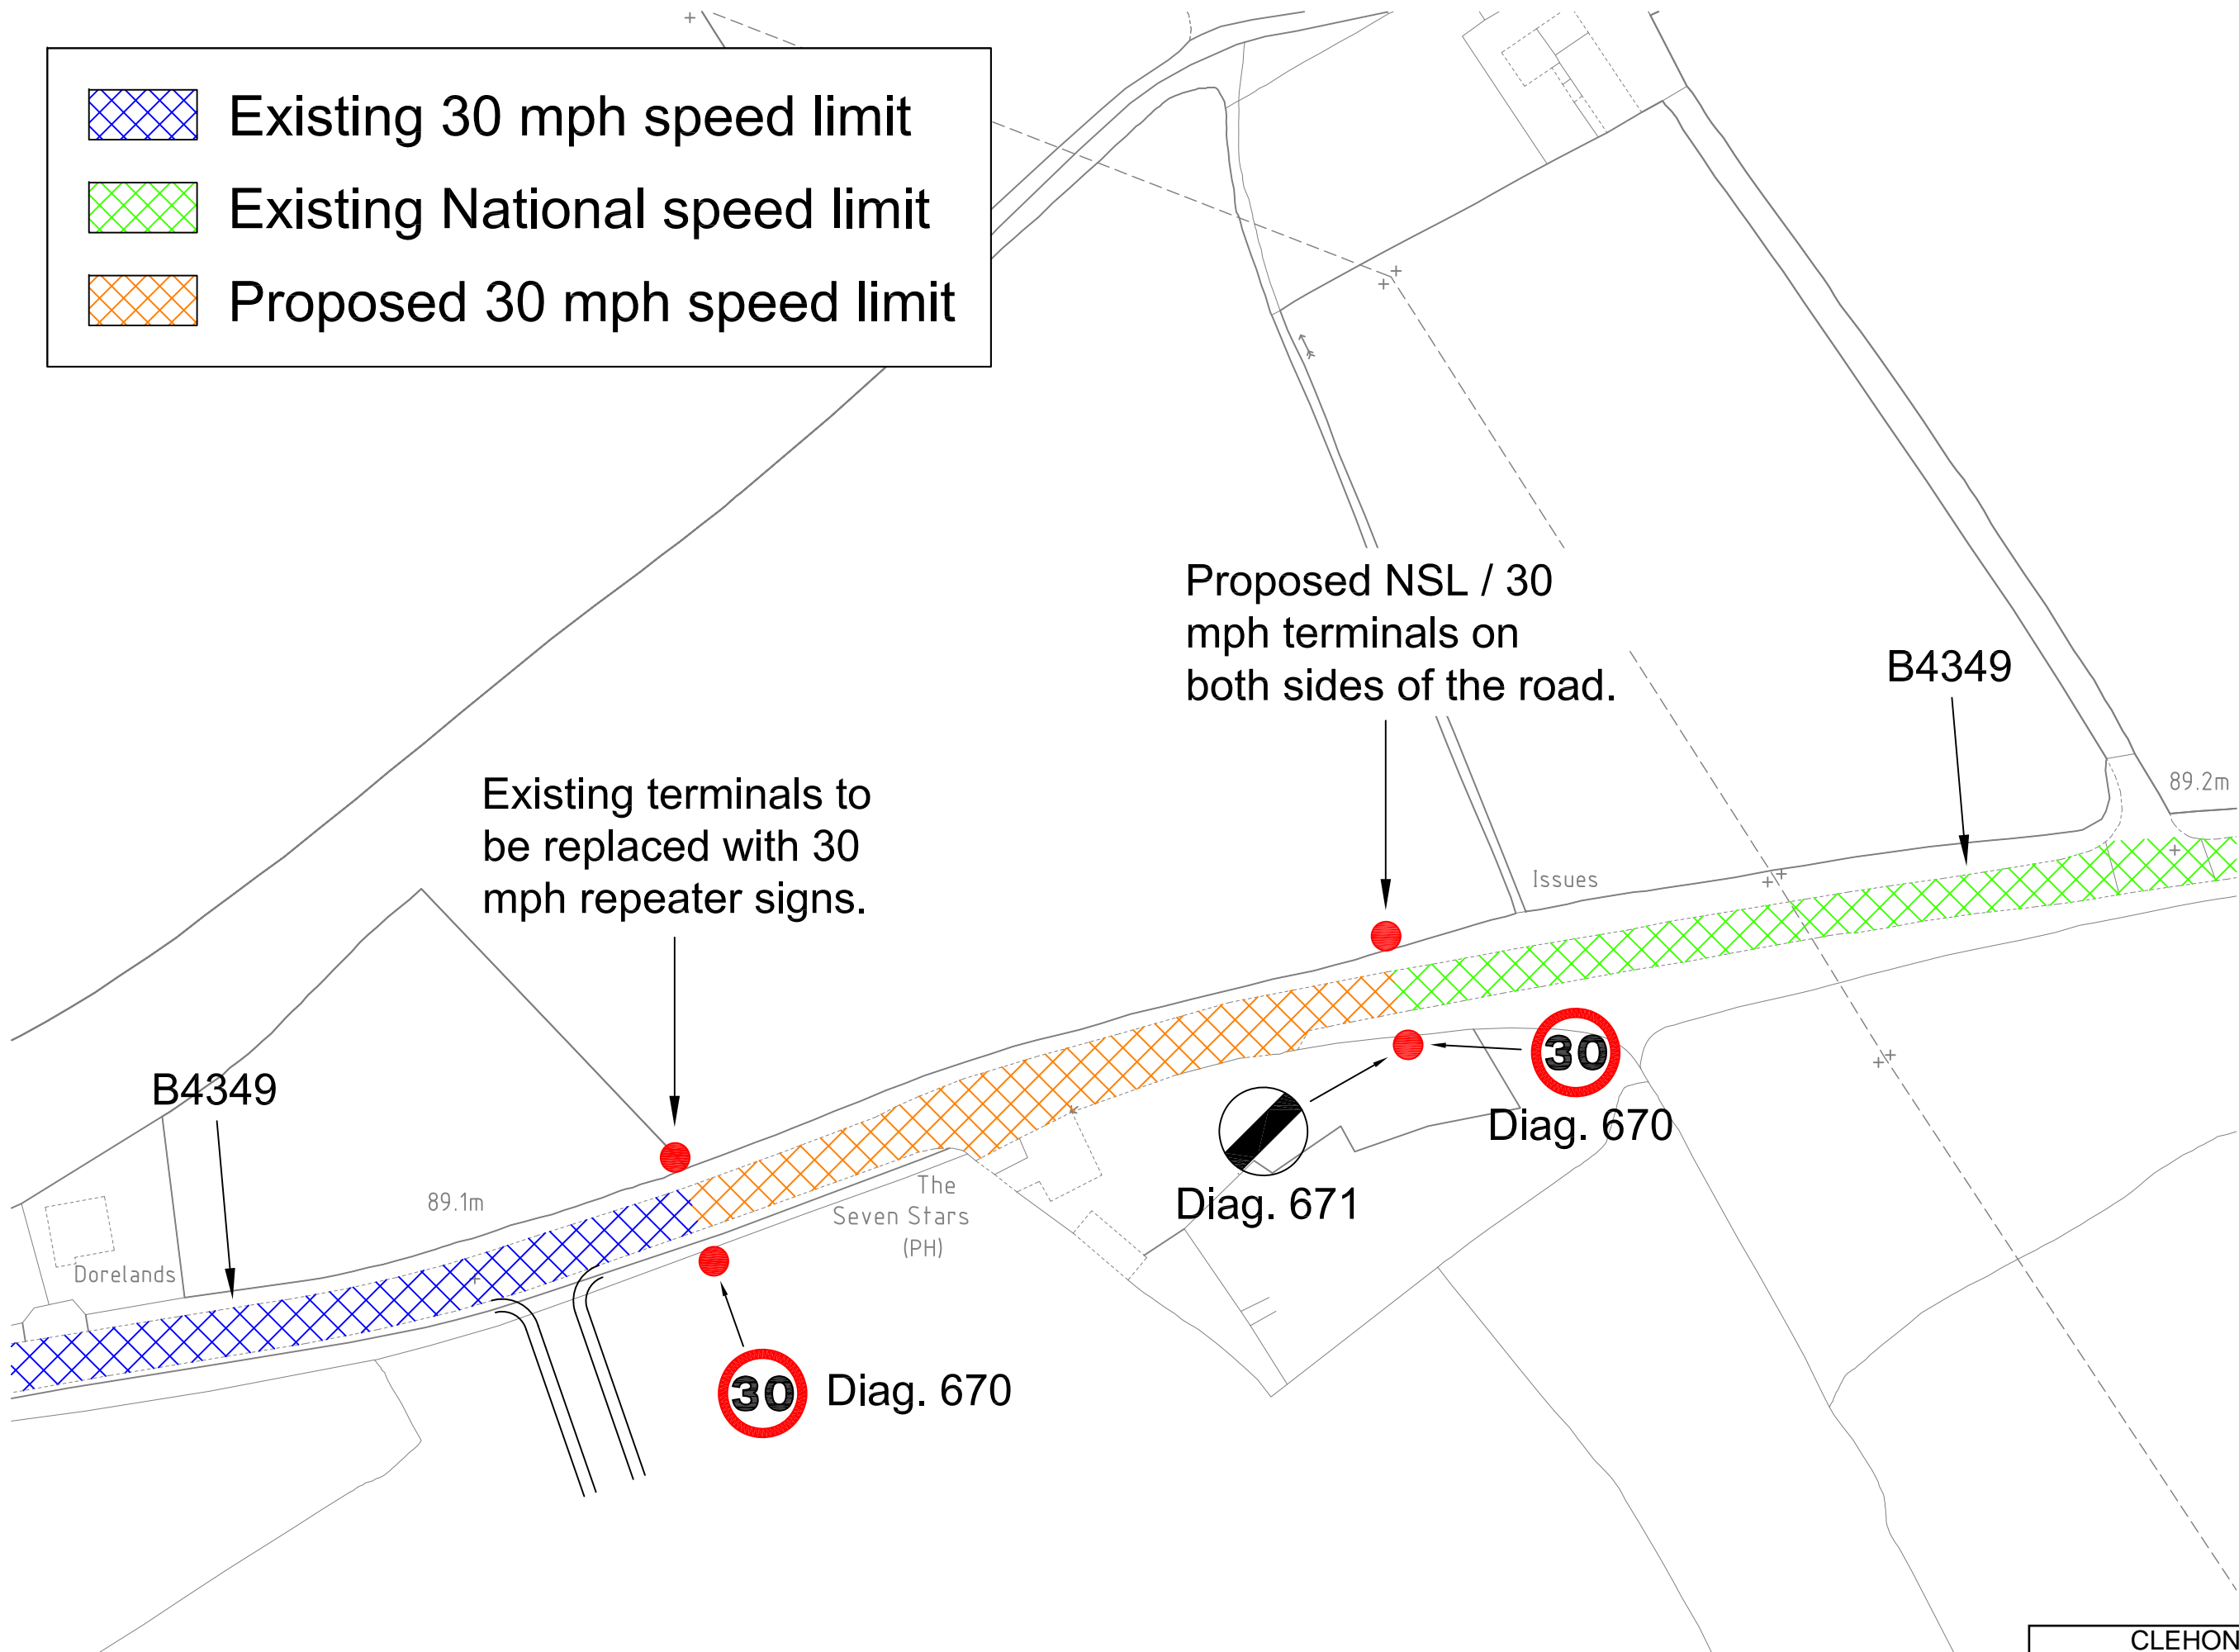 Existing 30 mph speed limit
Existing National speed limit
Proposed 30 mph speed limit
Proposed NSL / 30
mph terminals on
both sides of the road.
B4349
89.2m
Existing terminals to
be replaced with 30
mph repeater signs.
Issues
30
Diag. 670
B4349
Diag. 671
89.1m
The
Seven Stars
(PH)
Dorelands
30
Diag. 670
CLEHON